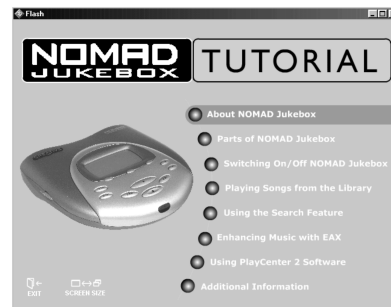 Flash
NOMAD
JUKEBOX
TUTORIAL
About NOMAD Jukebox
Parts of NOMAD Jukebox
Switching On/Off NOMAD Jukebox
Playing Songs from the Library
Using the Search Feature
Enhancing Music with EAX
Using PlayCenter 2 Software
Additional Information
EXIT
SCREEN SIZE